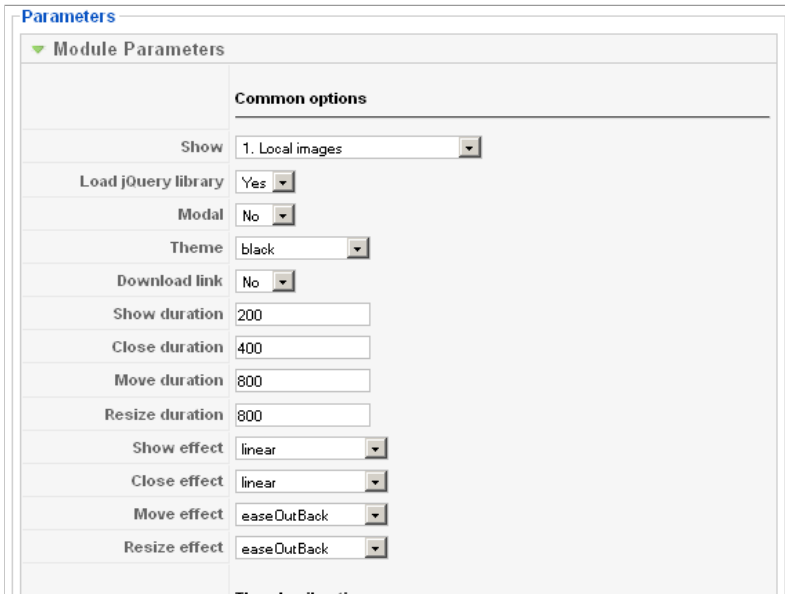 Parameters
Module Parameters
Common options
Show 1. Local images
Load jQuery library Yes
Modal No
Theme black
Download link No
Show duration 200
Close duration 400
Move duration 800
Resize duration 800
Show effect linear
Close effect linear
Move effect easeOutBack
Resize effect easeOutBack